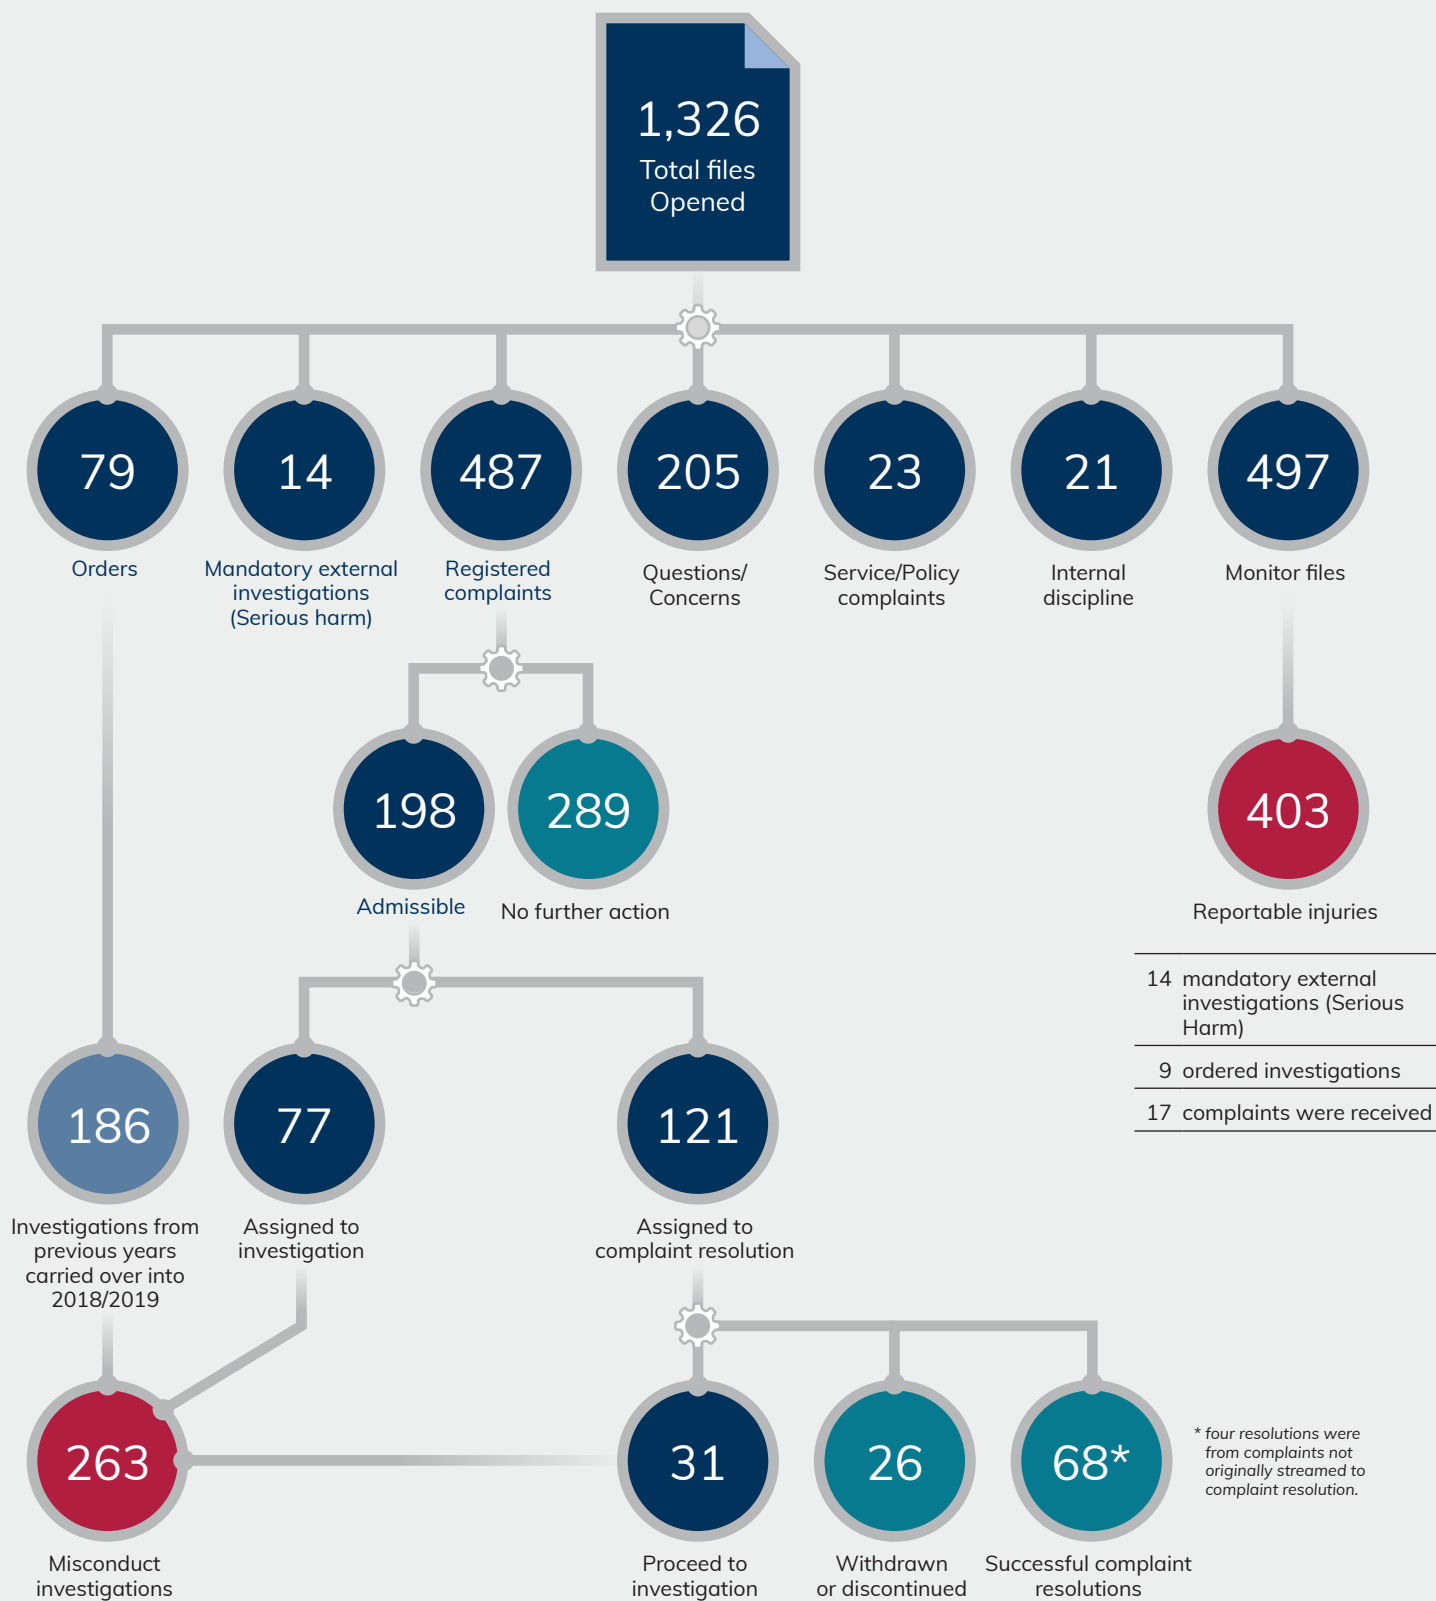 1,326
Total files
Opened
79
Orders
14
Mandatory external
investigations
(Serious harm)
487
Registered
complaints
205
Questions/
Concerns
23
Service/Policy
complaints
21
Internal
discipline
497
Monitor files
198
Admissible
289
No further action
403
Reportable injuries
14 mandatory external
investigations (Serious
Harm)
9 ordered investigations
17 complaints were received
186
Investigations from
previous years
carried over into
2018/2019
77
Assigned to
investigation
121
Assigned to
complaint resolution
263
Misconduct
investigations
31
Proceed to
investigation
26
Withdrawn
or discontinued
68*
Successful complaint
resolutions
* four resolutions were
from complaints not
originally streamed to
complaint resolution.